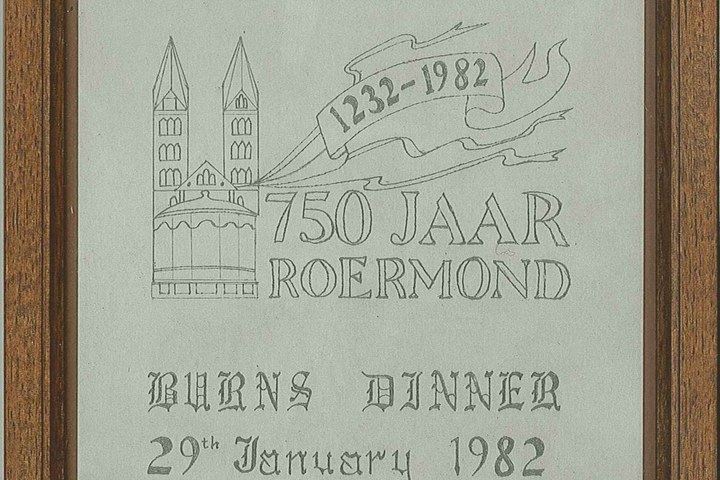 1232-1982
750 JAAR
ROERMOND
BURNS DINNER
29th January 1982